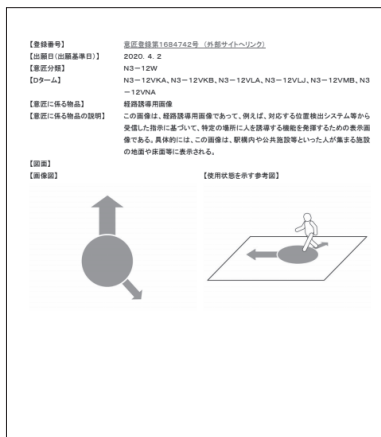 【登録番号】 意匠登録第1684742号 （外部サイトへリンク）
【出願日（出願基準日）】 2020. 4. 2
【意匠分類】 N3－12W
【Dターム】 N3－12VKA、N3－12VKB、N3－12VLA、N3－12VLJ、N3－12VMB、N3
－12VNA
【意匠に係る物品】 経路誘導用画像
【意匠に係る物品の説明】 この画像は、経路誘導用画像であって、例えば、対応する位置検出システム等から
受信した指示に基づいて、特定の場所に人を誘導する機能を発揮するための表示画
像である。具体的には、この画像は、駅構内や公共施設等といった人が集まる施設
の地面や床面等に表示される。
【図面】
【画像図】 【使用状態を示す参考図】